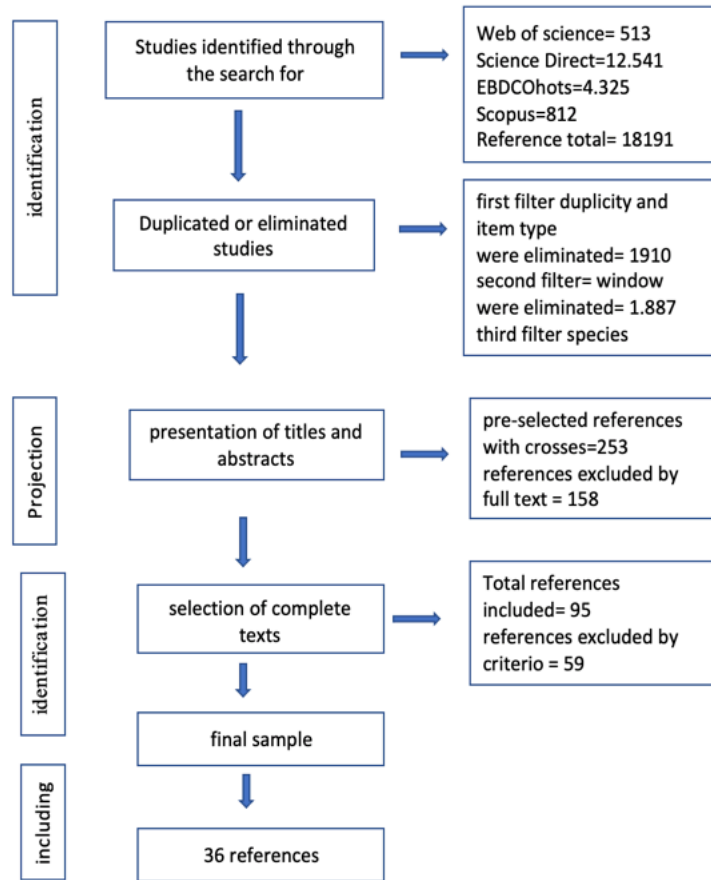 identification
Studies identified through
the search for
Web of science= 513
Science Direct=12.541
EBDCOhots=4.325
Scopus=812
Reference total= 18191
Duplicated or eliminated
studies
first filter duplicity and
item type
were eliminated= 1910
second filter= window
were eliminated= 1.887
third filter species
Projection
presentation of titles and
abstracts
pre-selected references
with crosses=253
references excluded by
full text = 158
identification
selection of complete
texts
Total references
included= 95
references excluded by
criterio = 59
final sample
including
36 references